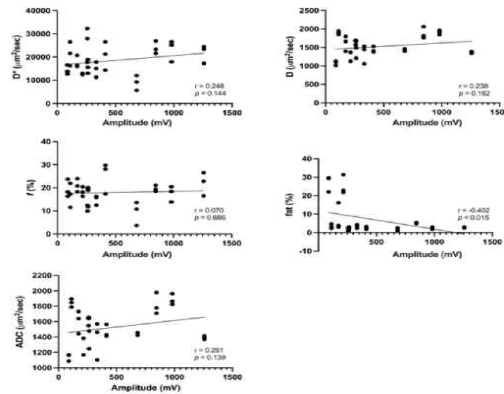 40000
30000
20000
10000
0
0 500 1000 1500
D* (μm²/sec)
Amplitude (mV)
r = 0.248
p = 0.144
2500
2000
1500
1000
500
0
0 500 1000 1500
D (μm²/sec)
Amplitude (mV)
r = 0.238
p = 0.162
40
30
20
10
0
0 500 1000 1500
f (%)
Amplitude (mV)
r = 0.070
p = 0.686
40
30
20
10
0
0 500 1000 1500
fat (%)
Amplitude (mV)
r = -0.402
p = 0.015
2200
2000
1800
1600
1400
1200
1000
0 500 1000 1500
ADC (μm²/sec)
Amplitude (mV)
r = 0.251
p = 0.139